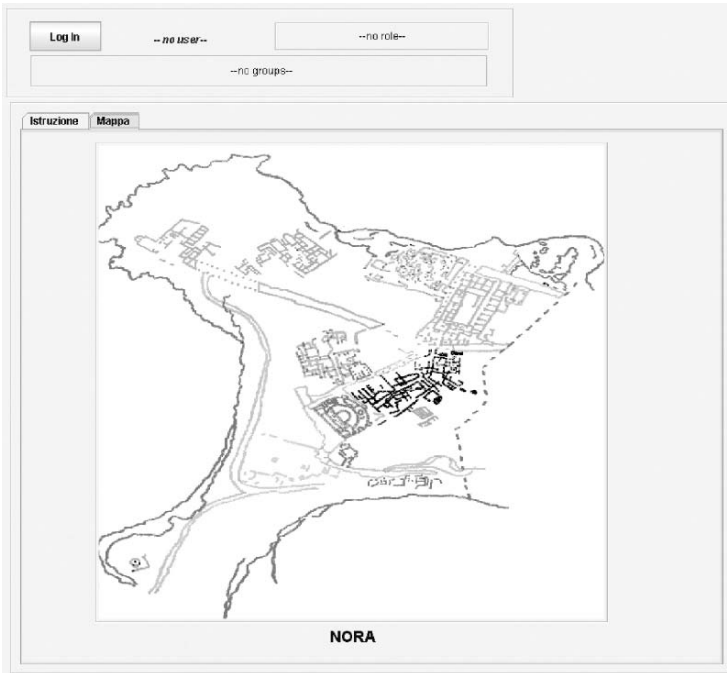 Log In --no user-- --no role--
--no groups--
Istruzione Mappa
NORA